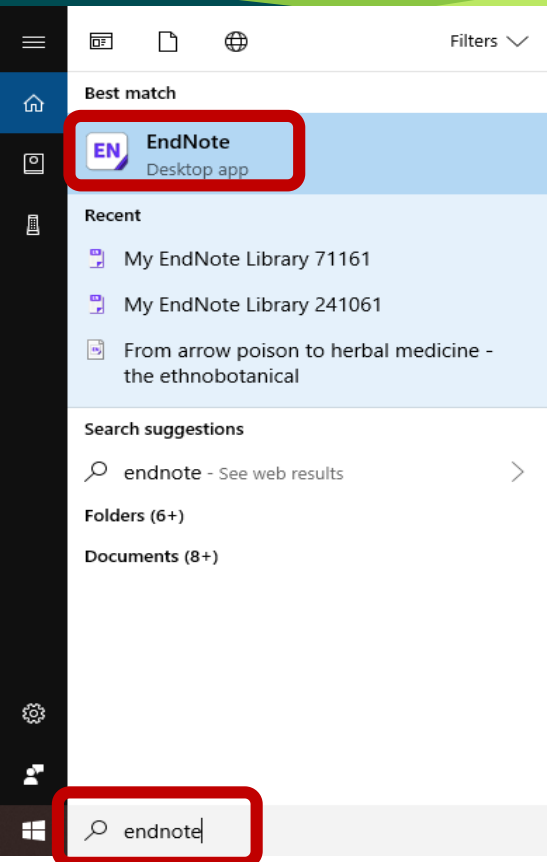 Filters
Best match
EN
EndNote
Desktop app
Recent
My EndNote Library 71161
My EndNote Library 241061
From arrow poison to herbal medicine -
the ethnobotanical
Search suggestions
endnote - See web results
Folders (6+)
Documents (8+)
endnote